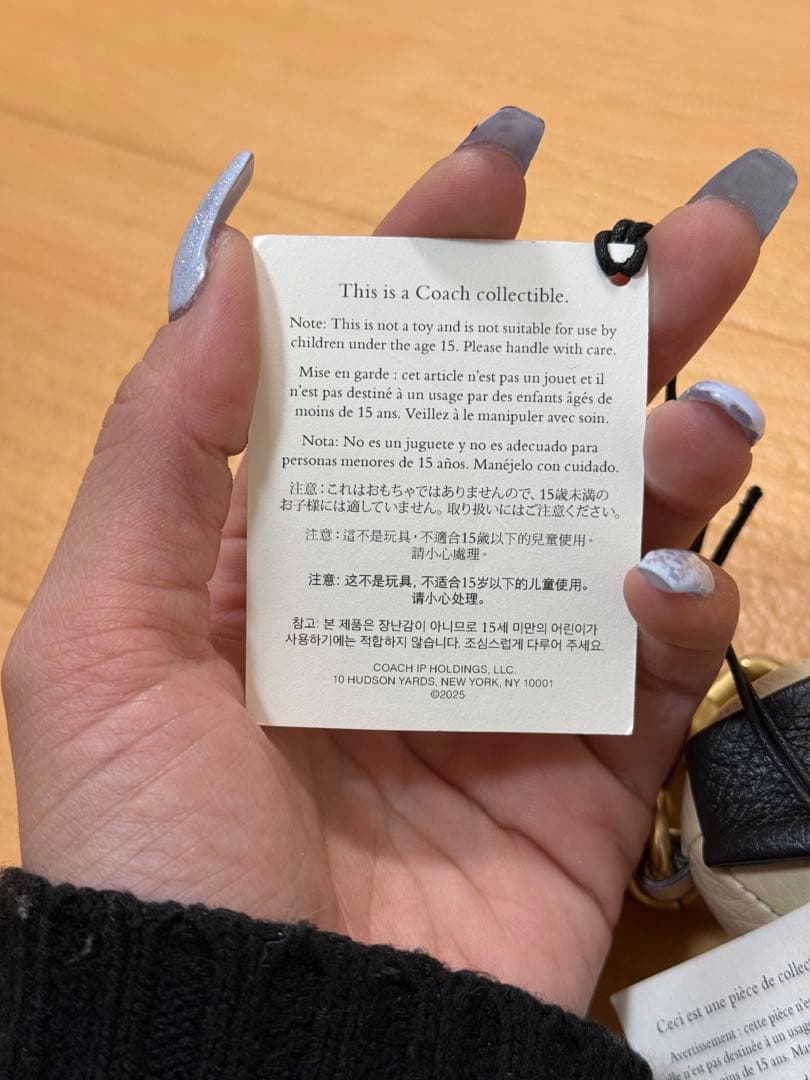 This is a Coach collectible.
Note: This is not a toy and is not suitable for use by
children under the age 15. Please handle with care.
Mise en garde : cet article n'est pas un jouet et il
n'est pas destiné à un usage par des enfants âgés de
moins de 15 ans. Veillez à le manipuler avec soin.
Nota: No es un juguete y no es adecuado para
personas menores de 15 años. Manéjelo con cuidado.
注意：これはおもちゃではありませんので、15歳未満の
お子様には適していません。取り扱いにはご注意ください。
注意：這不是玩具，不適合15歲以下的兒童使用。
請小心處理。
注意: 这不是玩具, 不适合15岁以下的儿童使用。
请小心处理。
참고: 본 제품은 장난감이 아니므로 15세 미만의 어린이가
사용하기에는 적합하지 않습니다. 조심스럽게 다루어 주세요.
COACH IP HOLDINGS, LLC.
10 HUDSON YARDS, NEW YORK, NY 10001
©2025
Ceci est une pièce de
Avertissement : cette pièce
pas destinée à un
de 15 ans.